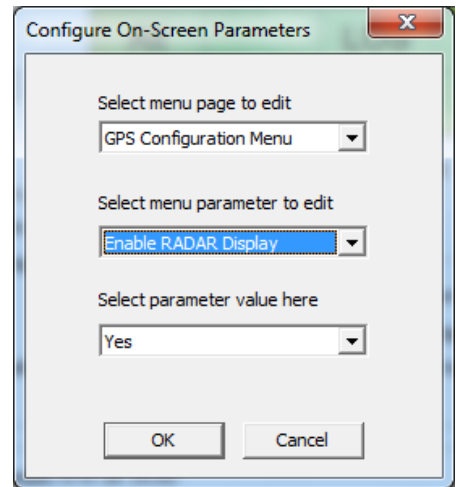 Configure On-Screen Parameters
Select menu page to edit
GPS Configuration Menu
Select menu parameter to edit
Enable RADAR Display
Select parameter value here
Yes
OK Cancel